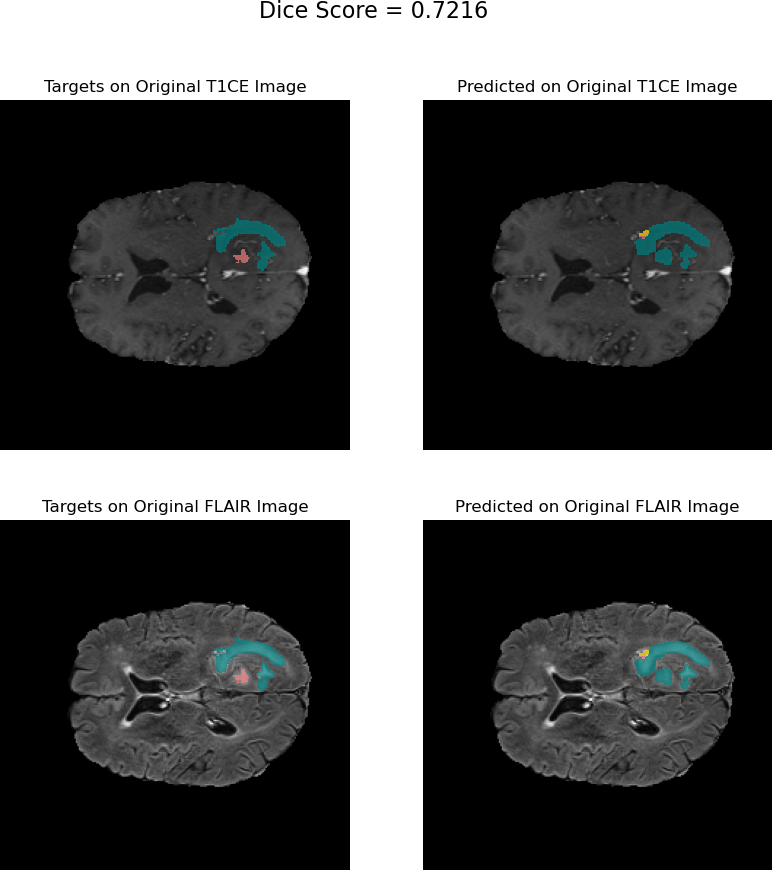 Dice Score = 0.7216
Targets on Original T1CE Image
Predicted on Original T1CE Image
Targets on Original FLAIR Image
Predicted on Original FLAIR Image